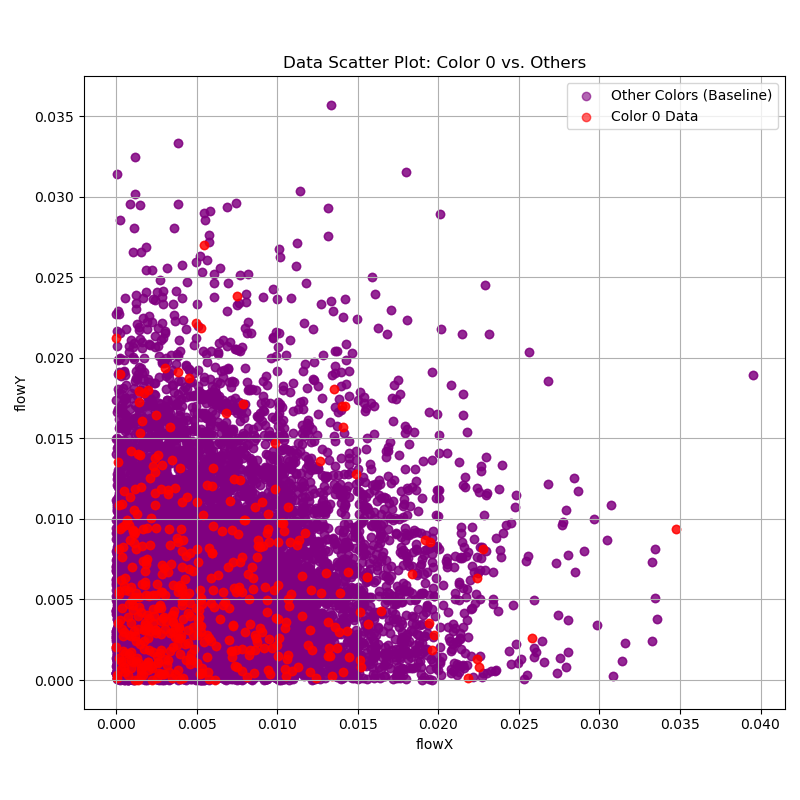 Data Scatter Plot: Color 0 vs. Others
Other Colors (Baseline)
Color 0 Data
flowY
0.035
0.030
0.025
0.020
0.015
0.010
0.005
0.000
0.000 0.005 0.010 0.015 0.020 0.025 0.030 0.035 0.040
flowX